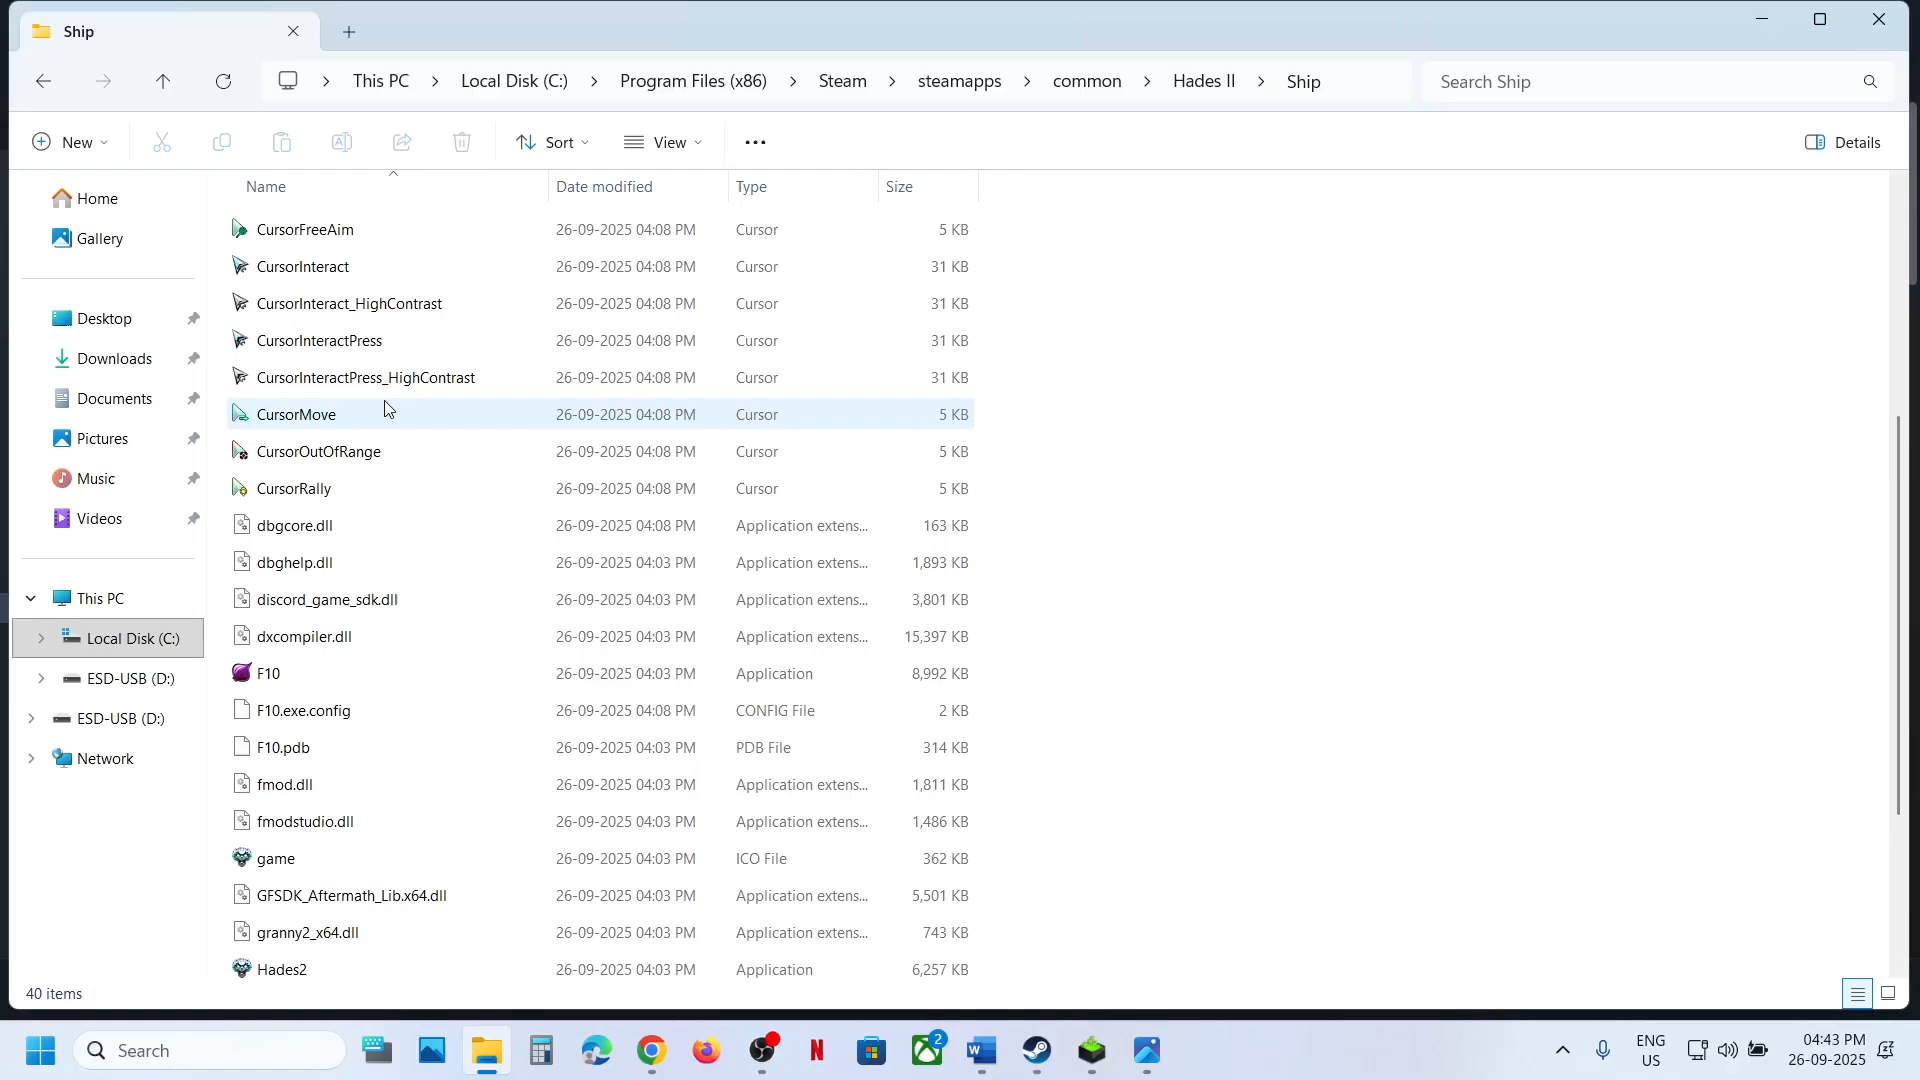 Ship
This PC
Local Disk (C:)
Program Files (x86)
Steam
steamapps
common
Hades II
Ship
Search Ship
New
Sort
View
Details
Name
Date modified
Type
Size
Home
Gallery
Desktop
Downloads
Documents
Pictures
Music
Videos
This PC
Local Disk (C:)
ESD-USB (D:)
ESD-USB (D:)
Network
CursorFreeAim 26-09-2025 04:08 PM Cursor 5 KB
CursorInteract 26-09-2025 04:08 PM Cursor 31 KB
CursorInteract_HighContrast 26-09-2025 04:08 PM Cursor 31 KB
CursorInteractPress 26-09-2025 04:08 PM Cursor 31 KB
CursorInteractPress_HighContrast 26-09-2025 04:08 PM Cursor 31 KB
CursorMove 26-09-2025 04:08 PM Cursor 5 KB
CursorOutOfRange 26-09-2025 04:08 PM Cursor 5 KB
CursorRally 26-09-2025 04:08 PM Cursor 5 KB
dbgcore.dll 26-09-2025 04:08 PM Application extens... 163 KB
dbghelp.dll 26-09-2025 04:03 PM Application extens... 1,893 KB
discord_game_sdk.dll 26-09-2025 04:03 PM Application extens... 3,801 KB
dxcompiler.dll 26-09-2025 04:03 PM Application extens... 15,397 KB
F10 26-09-2025 04:03 PM Application 8,992 KB
F10.exe.config 26-09-2025 04:08 PM CONFIG File 2 KB
F10.pdb 26-09-2025 04:03 PM PDB File 314 KB
fmod.dll 26-09-2025 04:03 PM Application extens... 1,811 KB
fmodstudio.dll 26-09-2025 04:03 PM Application extens... 1,486 KB
game 26-09-2025 04:03 PM ICO File 362 KB
GFSDK_Aftermath_Lib.x64.dll 26-09-2025 04:03 PM Application extens... 5,501 KB
granny2_x64.dll 26-09-2025 04:03 PM Application extens... 743 KB
Hades2 26-09-2025 04:03 PM Application 6,257 KB
40 items
Search
2
ENG
US
04:43 PM
26-09-2025